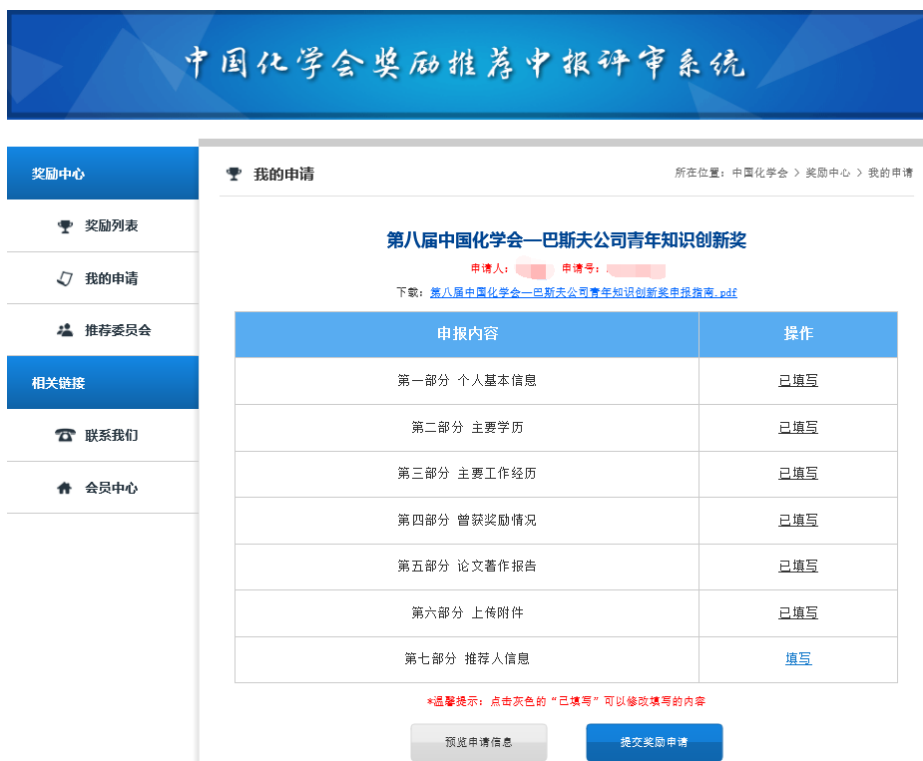 中国化学会奖励推荐申报评审系统
奖励中心
奖励列表
我的申请
推荐委员会
相关链接
联系我们
会员中心
我的申请
所在位置：中国化学会 > 奖励中心 > 我的申请
第八届中国化学会—巴斯夫公司青年知识创新奖
申请人： 申请号：
下载：第八届中国化学会—巴斯夫公司青年知识创新奖申报指南.pdf
申报内容 操作
第一部分 个人基本信息 已填写
第二部分 主要学历 已填写
第三部分 主要工作经历 已填写
第四部分 曾获奖励情况 已填写
第五部分 论文著作报告 已填写
第六部分 上传附件 已填写
第七部分 推荐人信息 填写
*温馨提示：点击灰色的“已填写”可以修改填写的内容
预览申请信息 提交奖励申请